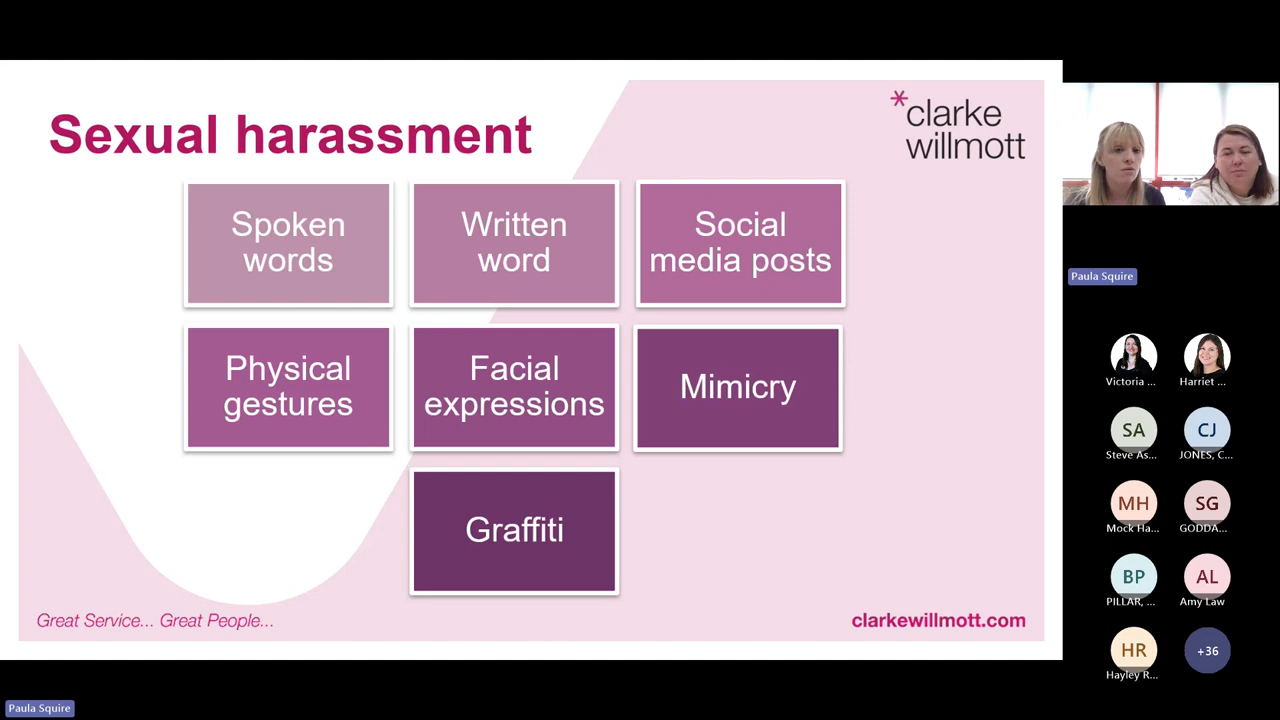 Sexual harassment
*clarke
willmott
Spoken
words
Written
word
Social
media posts
Physical
gestures
Facial
expressions
Mimicry
Graffiti
Great Service... Great People...
clarkewillmott.com
Paula Squire
Paula Squire
Victoria ...
Harriet ...
SA
Steve As...
CJ
JONES, C...
MH
Mock Ha...
SG
GODDA...
BP
PILLAR, ...
AL
Amy Law
HR
Hayley R...
+36